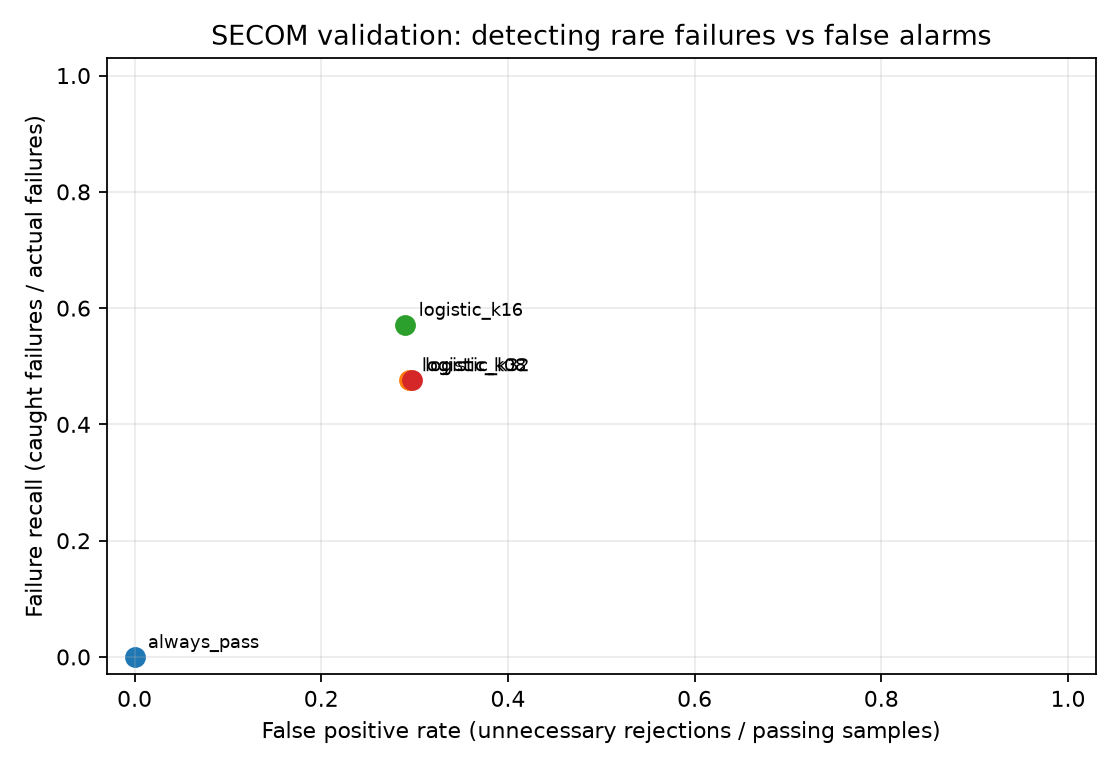 SECOM validation: detecting rare failures vs false alarms
Failure recall (caught failures / actual failures)
1.0
0.8
0.6
0.4
0.2
0.0
logistic_k16
always_pass
0.0 0.2 0.4 0.6 0.8 1.0
False positive rate (unnecessary rejections / passing samples)